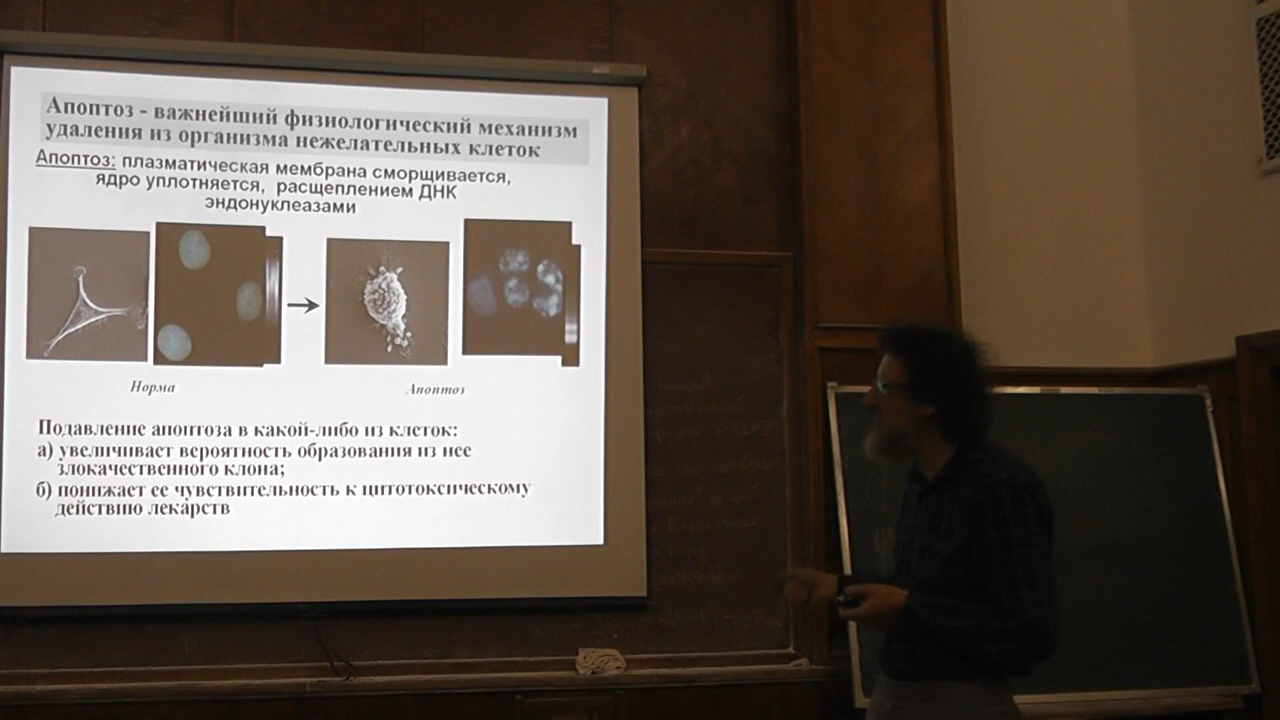 Апоптоз - важнейший физиологический механизм
удаления из организма нежелательных клеток
Апоптоз: плазматическая мембрана сморщивается,
ядро уплотняется, расщеплением ДНК
эндонуклеазами
Норма
Апоптоз
Подавление апоптоза в какой-либо из клеток:
а) увеличивает вероятность образования из нее
злокачественного клона;
б) понижает ее чувствительность к цитотоксическому
действию лекарств